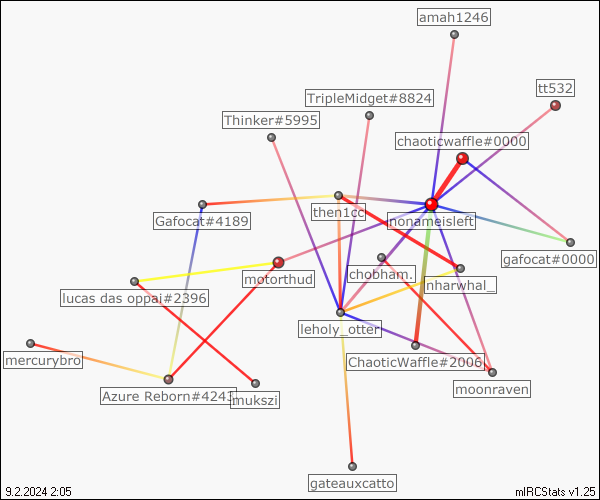 amah1246
tt532
TripleMidget#8824
Thinker#5995
chaoticwaffle#0000
Gafocat#4189
then1cc
nonameisleft
gafocat#0000
motorthud
chobham.
nharwhal_
lucas das oppai#2396
leholy_otter
mercurybro
ChaoticWaffle#2006
moonraven
Azure Reborn#4243
mukszi
gateauxcatto
9.2.2024 2:05
mIRCStats v1.25